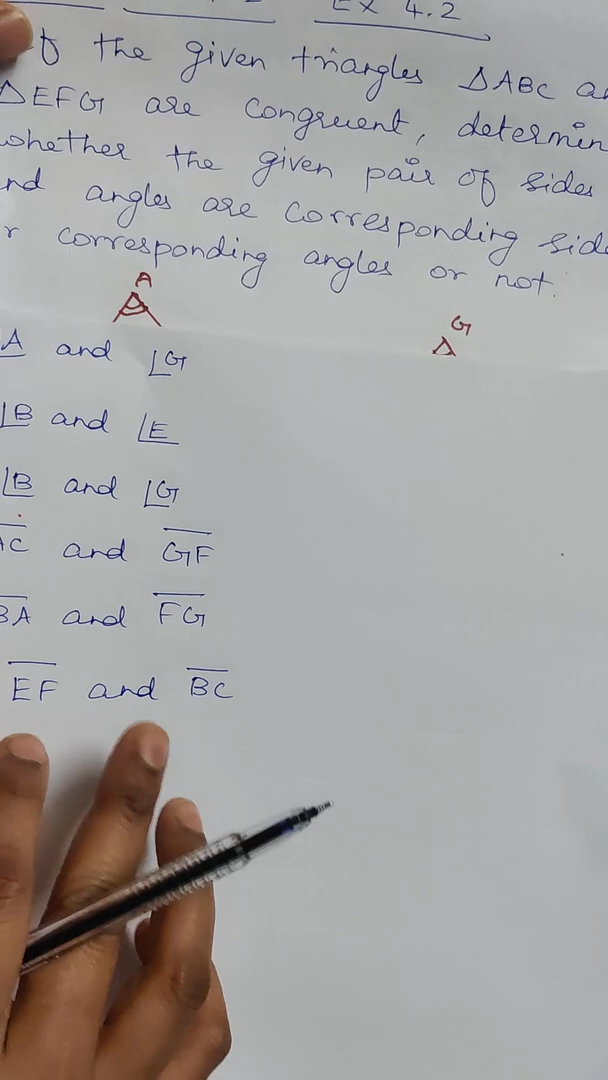 Ex 4.2
If the given triangles ΔABC an
ΔEFG are congruent, determin
whether the given pair of sides
nd angles are corresponding side
r corresponding angles or not.
A
G
A and ∠G
∠B and ∠E
∠B and ∠G
AC and GF
BA and FG
EF and BC